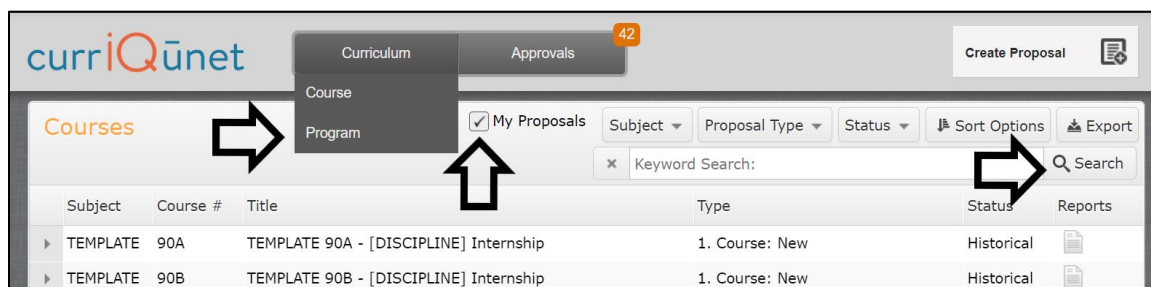 currIQūnet
Curriculum
Approvals
42
Create Proposal
Course
Program
Courses
My Proposals
Subject
Proposal Type
Status
Sort Options
Export
× Keyword Search:
Search
Subject Course # Title Type Status Reports
TEMPLATE 90A TEMPLATE 90A - [DISCIPLINE] Internship 1. Course: New Historical
TEMPLATE 90B TEMPLATE 90B - [DISCIPLINE] Internship 1. Course: New Historical